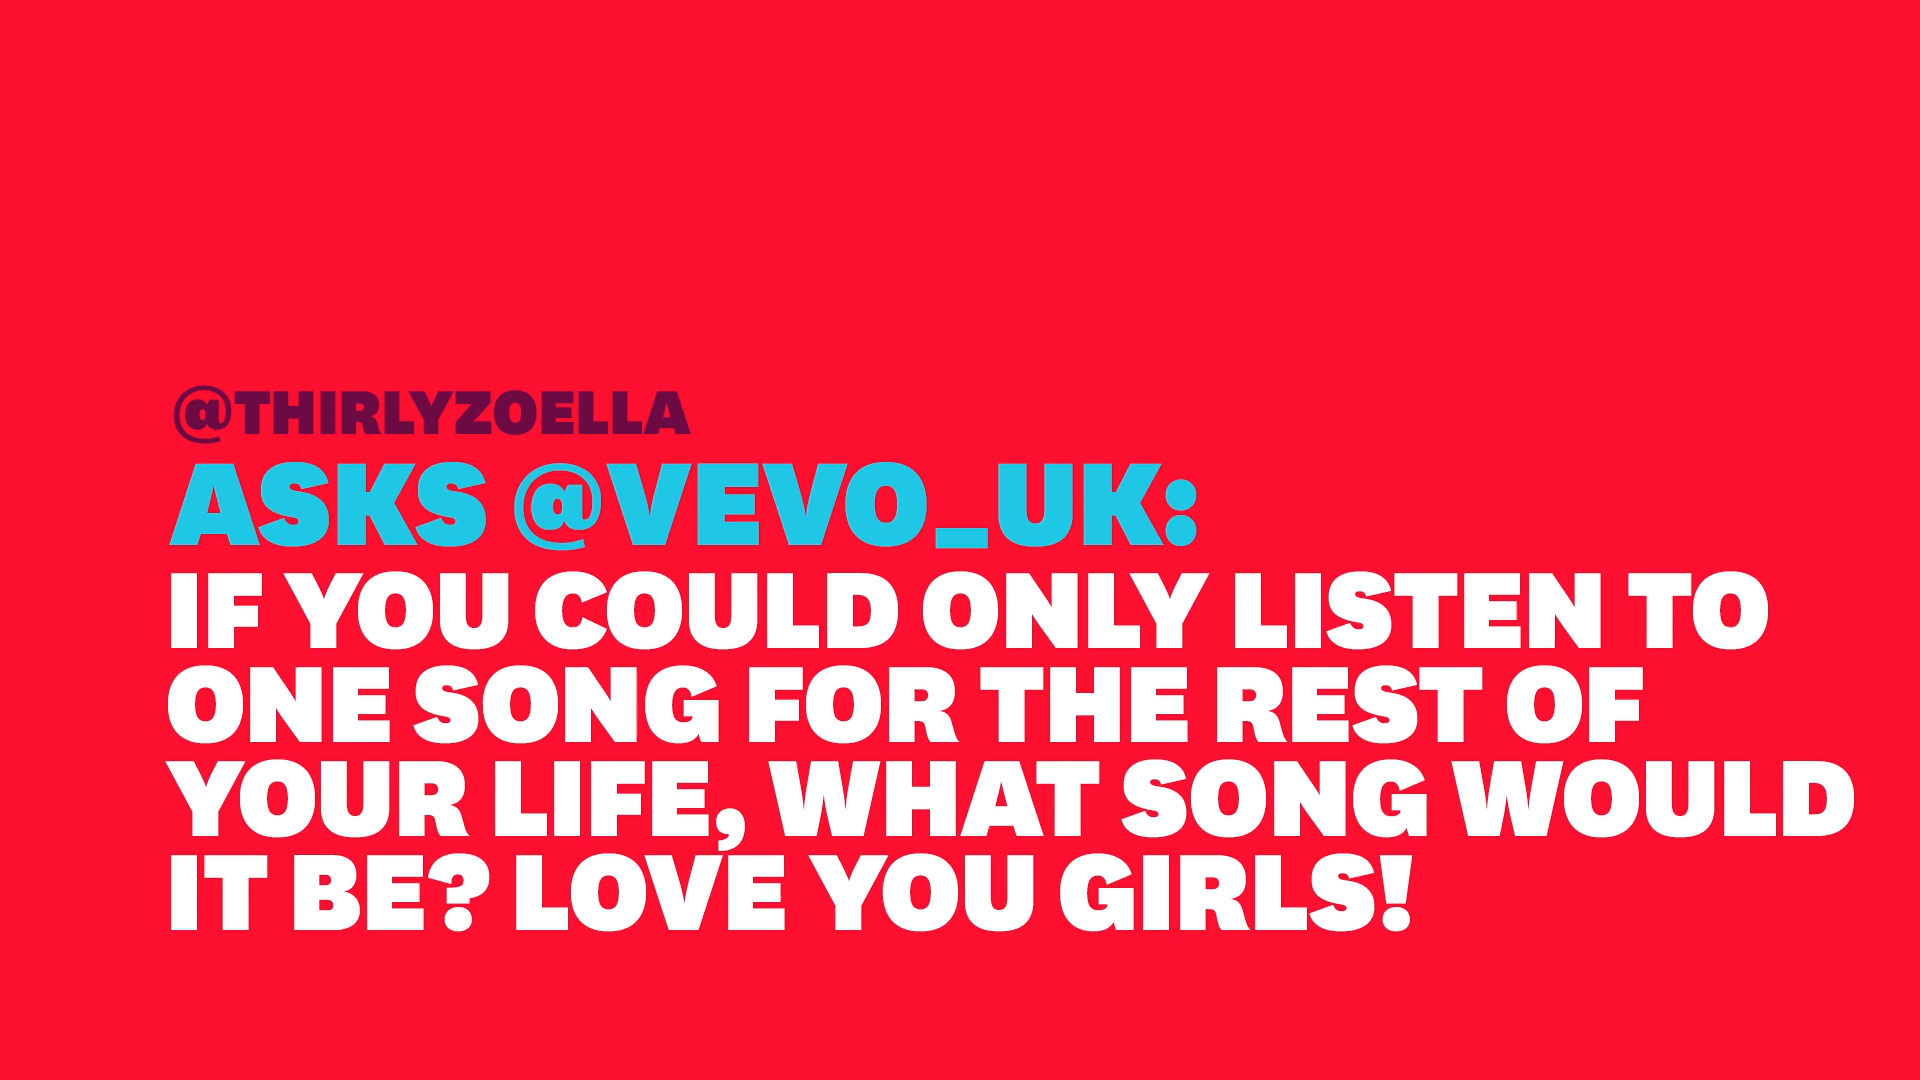 @THIRLYZOELLA
ASKS @VEVO_UK:
IF YOU COULD ONLY LISTEN TO
ONE SONG FOR THE REST OF
YOUR LIFE, WHAT SONG WOULD
IT BE? LOVE YOU GIRLS!